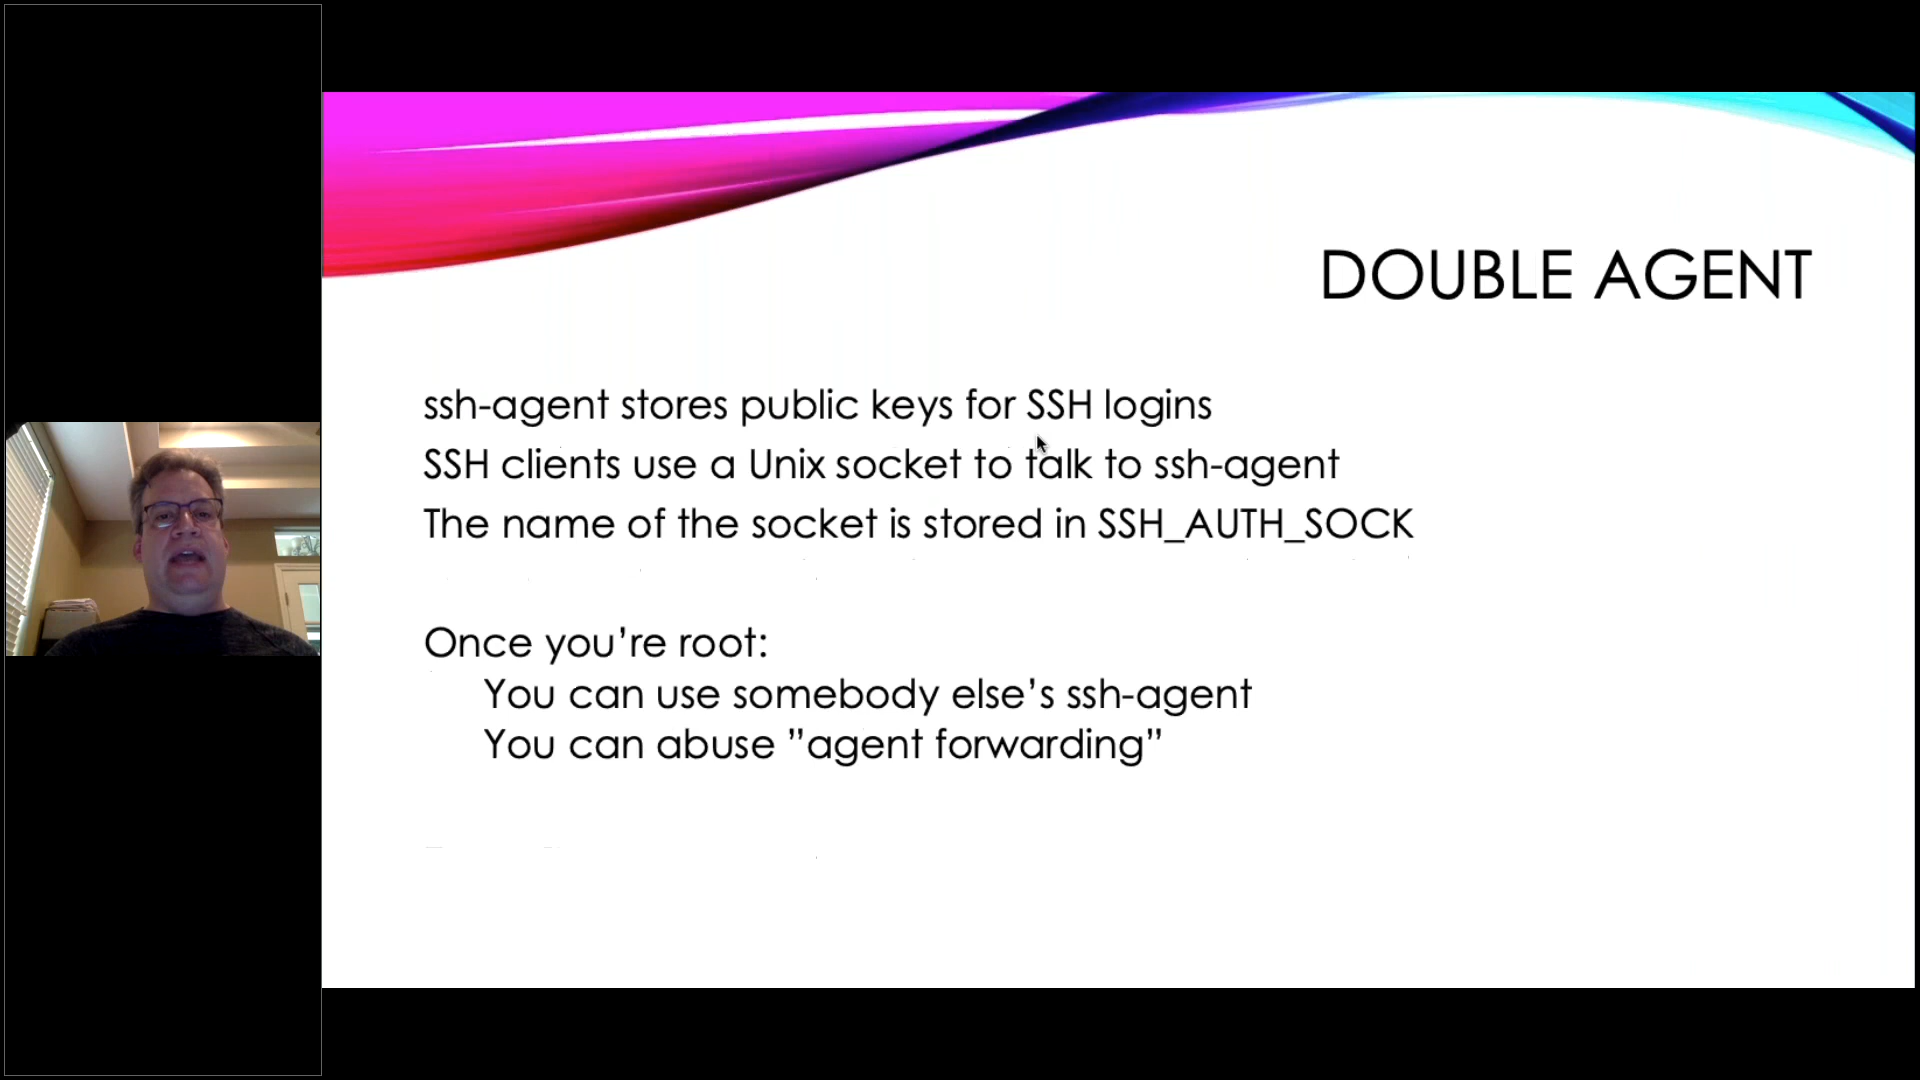 DOUBLE AGENT
ssh-agent stores public keys for SSH logins
SSH clients use a Unix socket to talk to ssh-agent
The name of the socket is stored in SSH_AUTH_SOCK
Once you’re root:
You can use somebody else’s ssh-agent
You can abuse ”agent forwarding”